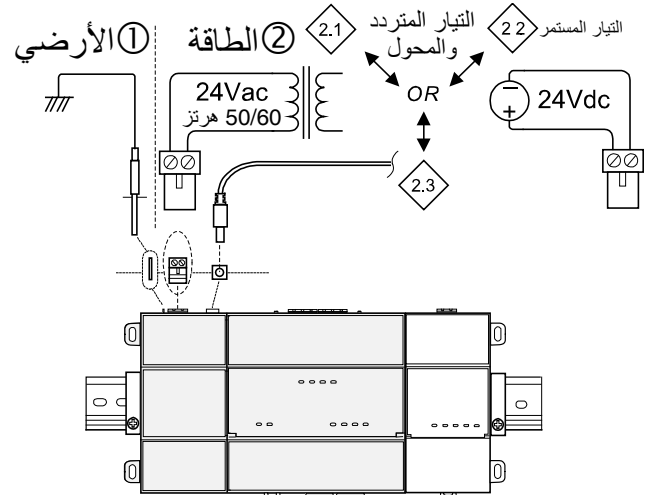 ①الأرضي
②الطاقة
2.1
التيار المتردد
والمحول
2 2
التيار المستمر
24Vac
50/60 هرتز
OR
24Vdc
2.3